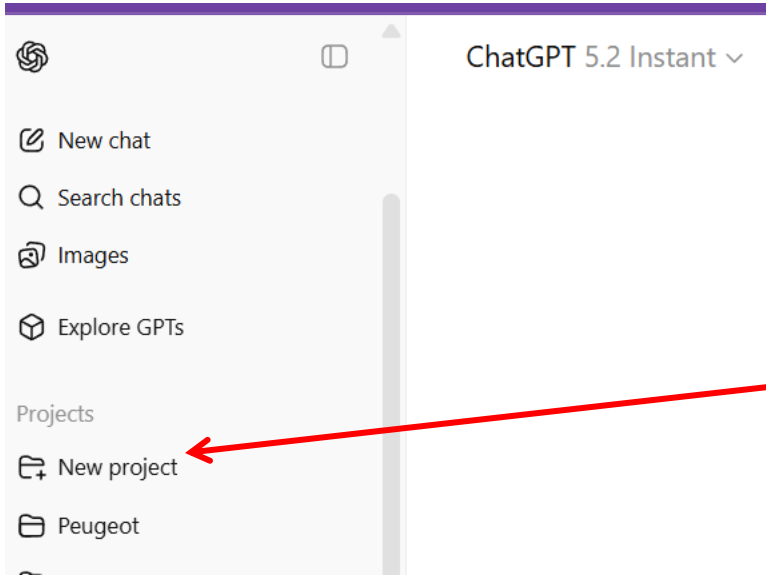 ChatGPT 5.2 Instant
New chat
Search chats
Images
Explore GPTs
Projects
New project
Peugeot